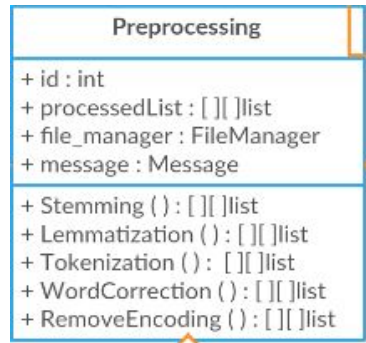 Preprocessing
+ id : int
+ processedList : [ ][ ]list
+ file_manager : FileManager
+ message : Message
+ Stemming ( ) : [ ][ ]list
+ Lemmatization ( ) : [ ][ ]list
+ Tokenization ( ) :  [ ][ ]list
+ WordCorrection ( ) : [ ][ ]list
+ RemoveEncoding ( ) : [ ][ ]list